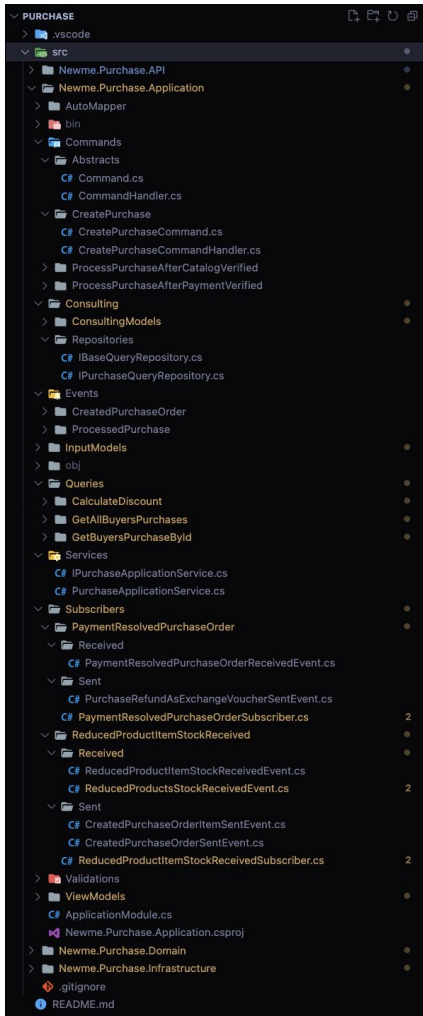 PURCHASE
.vscode
src
Newme.Purchase.API
Newme.Purchase.Application
AutoMapper
bin
Commands
Abstracts
C# Command.cs
C# CommandHandler.cs
CreatePurchase
C# CreatePurchaseCommand.cs
C# CreatePurchaseCommandHandler.cs
ProcessPurchaseAfterCatalogVerified
ProcessPurchaseAfterPaymentVerified
Consulting
ConsultingModels
Repositories
C# IBaseQueryRepository.cs
C# IPurchaseQueryRepository.cs
Events
CreatedPurchaseOrder
ProcessedPurchase
InputModels
obj
Queries
CalculateDiscount
GetAllBuyersPurchases
GetBuyersPurchaseById
Services
C# IPurchaseApplicationService.cs
C# PurchaseApplicationService.cs
Subscribers
PaymentResolvedPurchaseOrder
Received
C# PaymentResolvedPurchaseOrderReceivedEvent.cs
Sent
C# PurchaseRefundAsExchangeVoucherSentEvent.cs
C# PaymentResolvedPurchaseOrderSubscriber.cs 2
ReducedProductItemStockReceived
Received
C# ReducedProductItemStockReceivedEvent.cs
C# ReducedProductsStockReceivedEvent.cs 2
Sent
C# CreatedPurchaseOrderItemSentEvent.cs
C# CreatedPurchaseOrderSentEvent.cs
C# ReducedProductItemStockReceivedSubscriber.cs 2
Validations
ViewModels
C# ApplicationModule.cs
Newme.Purchase.Application.csproj
Newme.Purchase.Domain
Newme.Purchase.Infrastructure
.gitignore
README.md